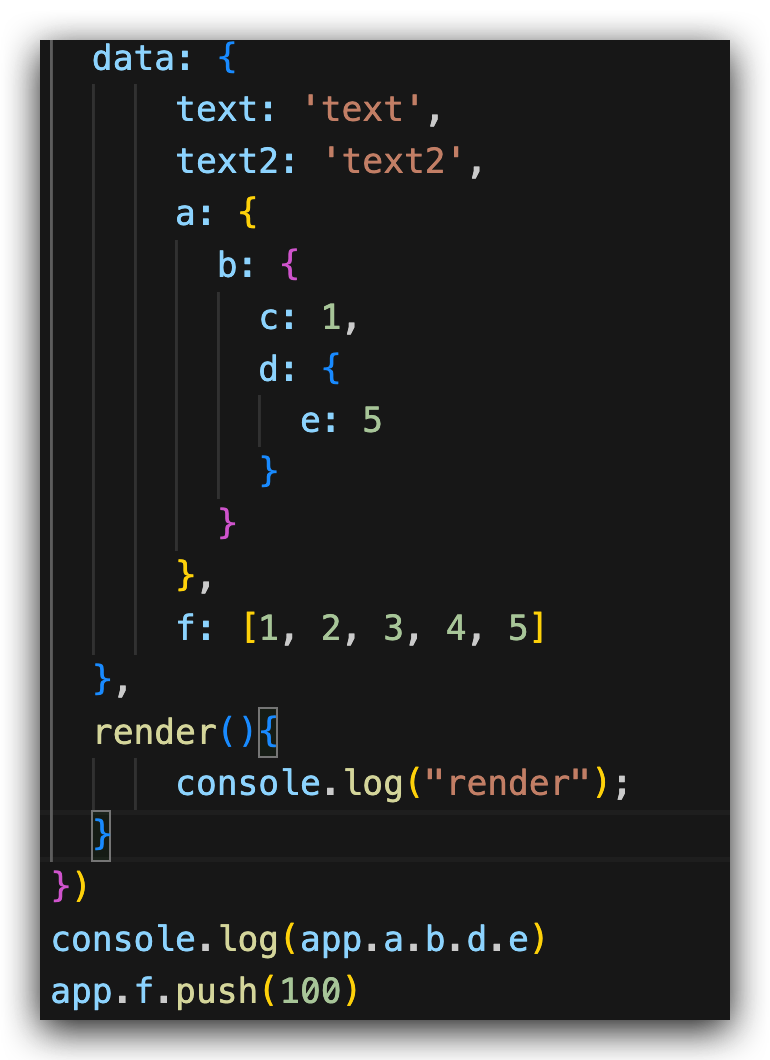 data: {
text: 'text',
text2: 'text2',
a: {
b: {
c: 1,
d: {
e: 5
}
}
},
f: [1, 2, 3, 4, 5]
},
render(){
console.log("render");
}
})
console.log(app.a.b.d.e)
app.f.push(100)